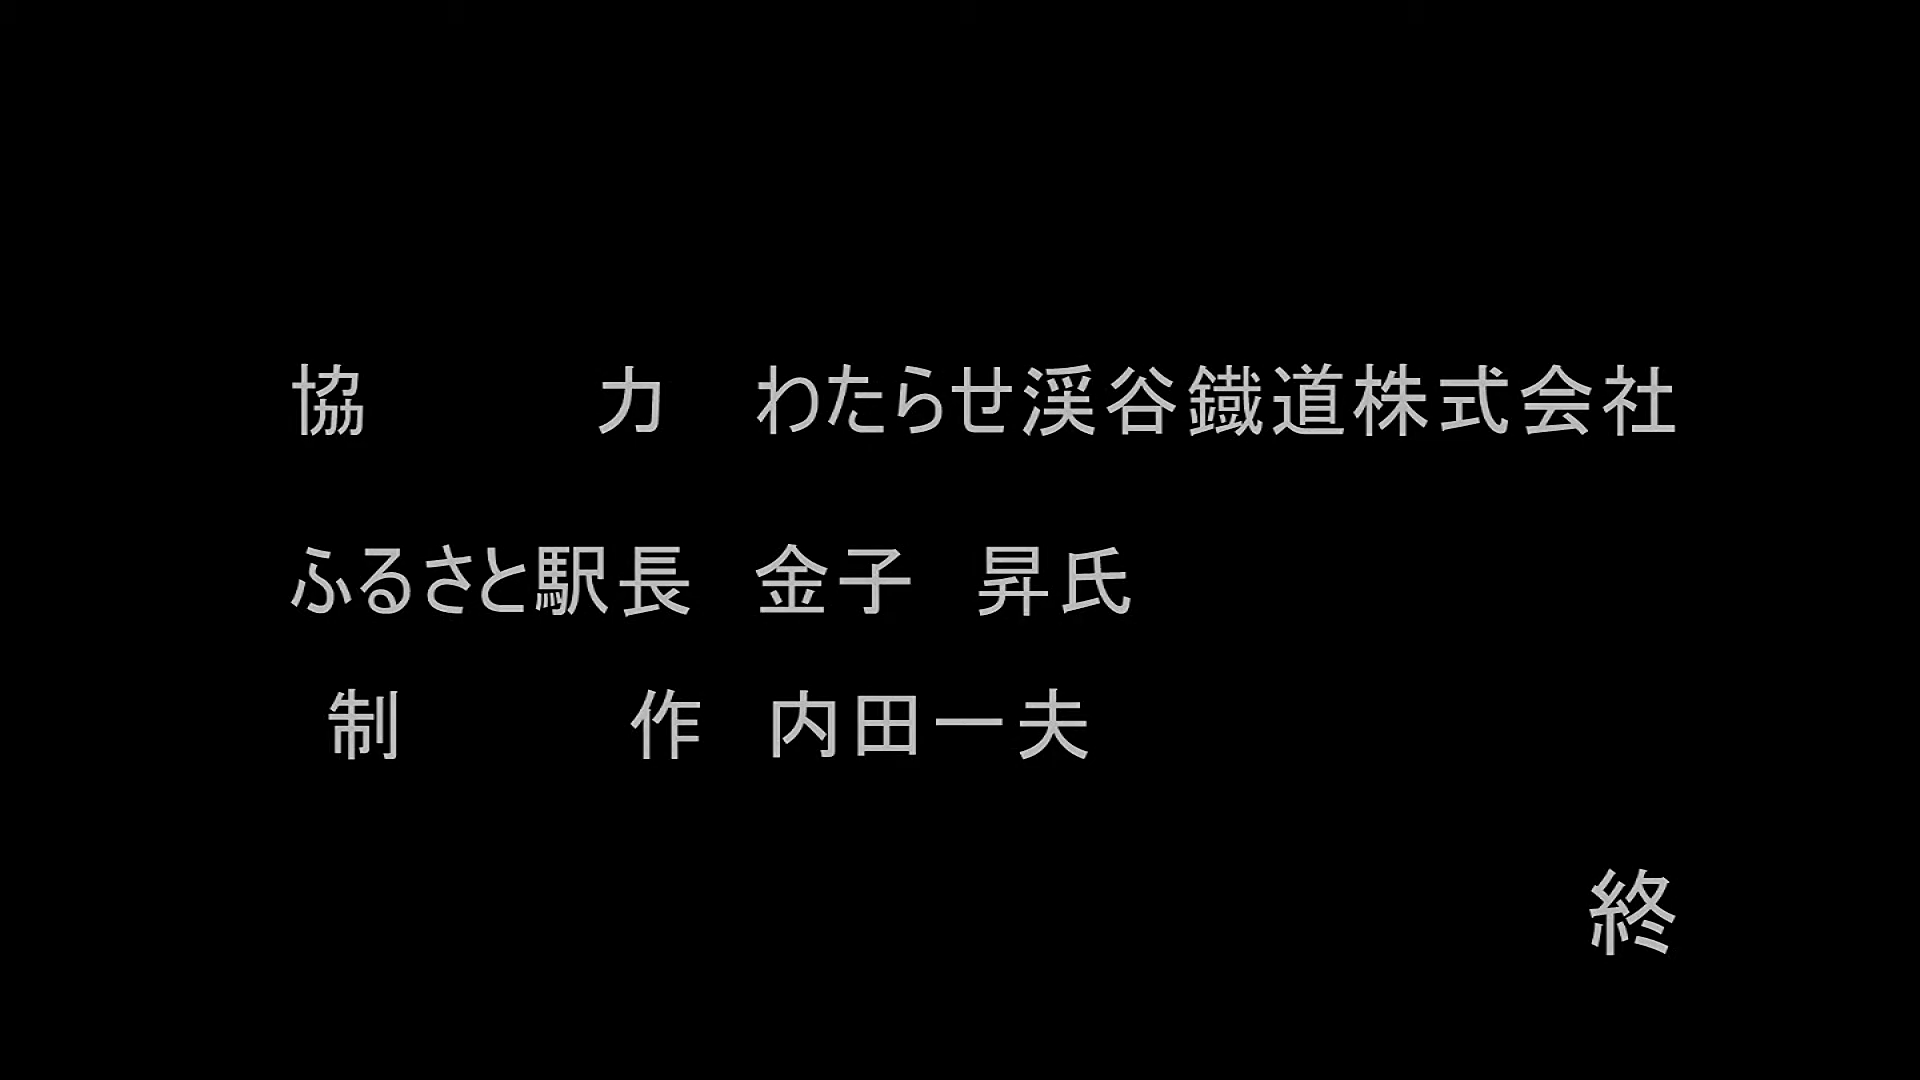 協　　　力　わたらせ渓谷鐵道株式会社
ふるさと駅長　金子　昇氏
制　　　作　内田一夫
終